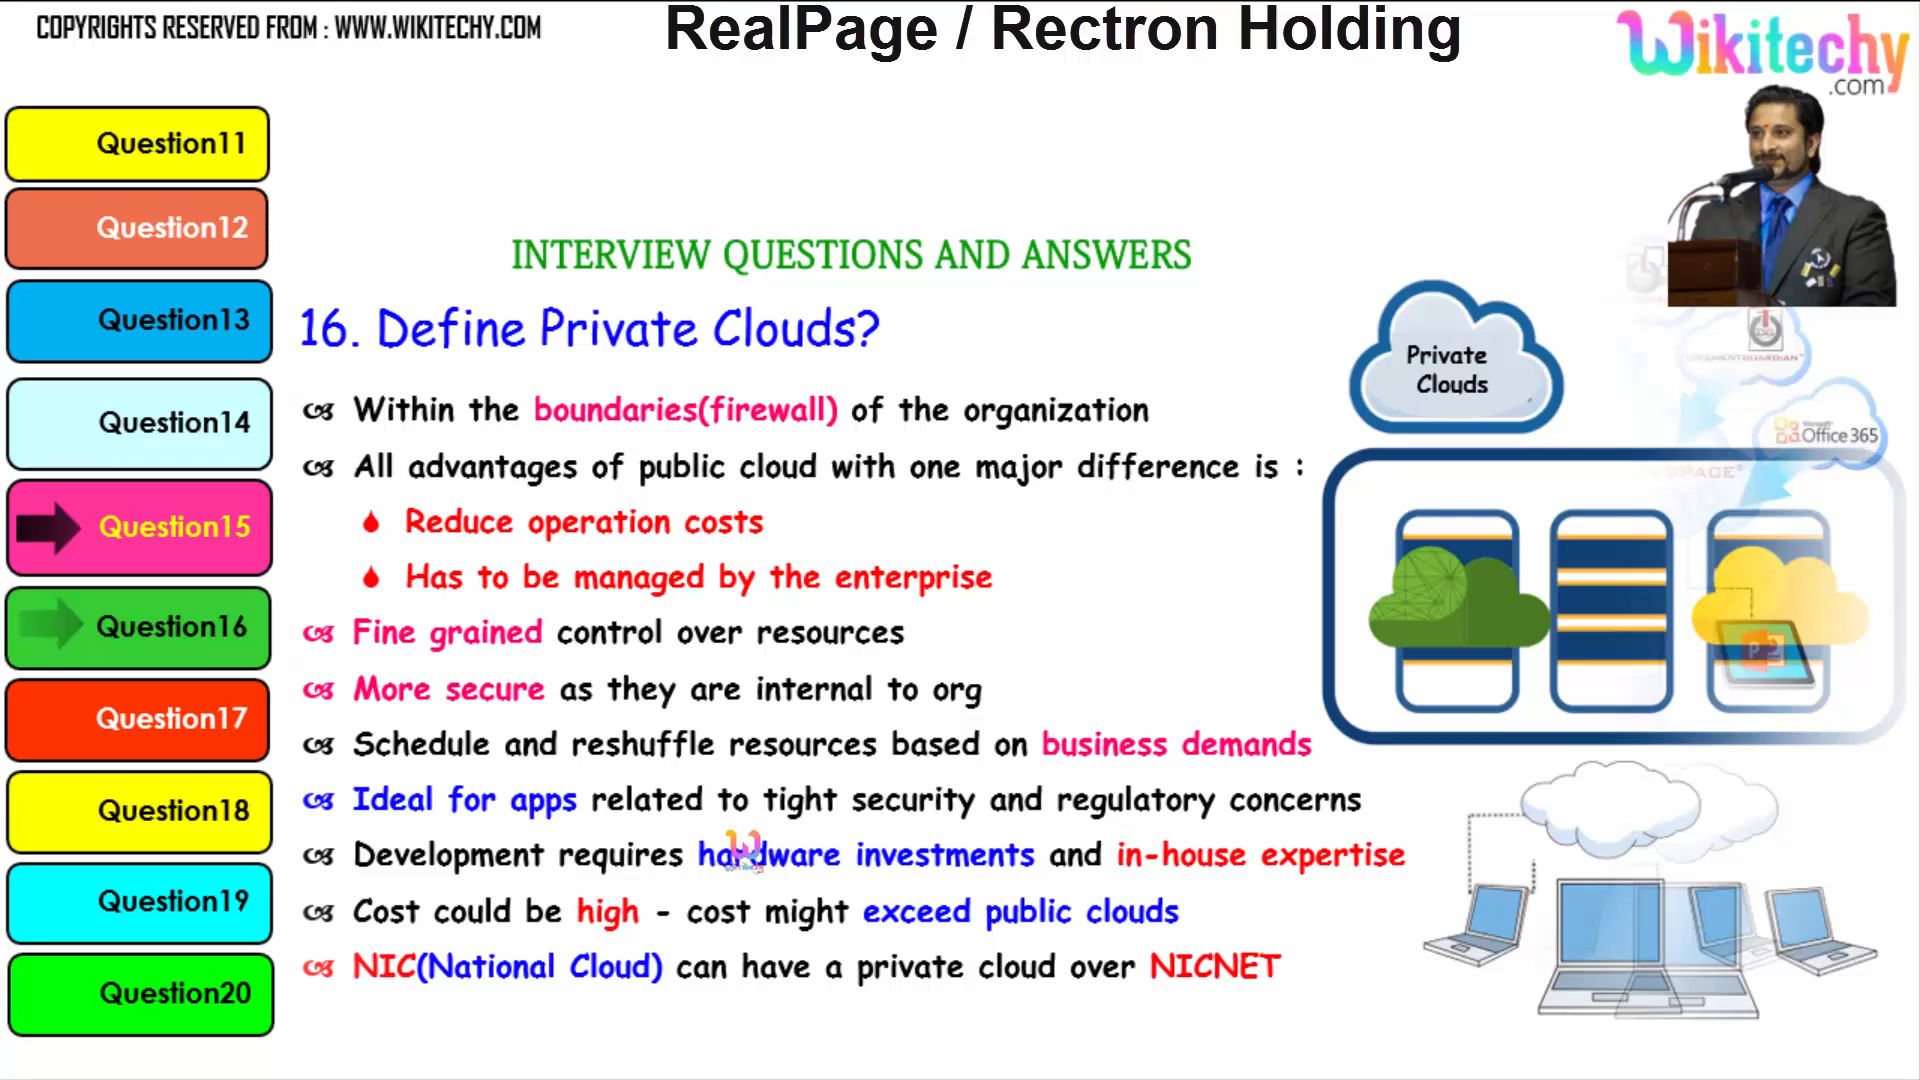 COPYRIGHTS RESERVED FROM : WWW.WIKITECHY.COM
RealPage / Rectron Holding
Wikitechy
.com
Question11
Question12
Question13
Question14
Question15
Question16
Question17
Question18
Question19
Question20
INTERVIEW QUESTIONS AND ANSWERS
16. Define Private Clouds?
Within the boundaries(firewall) of the organization
All advantages of public cloud with one major difference is :
Reduce operation costs
Has to be managed by the enterprise
Fine grained control over resources
More secure as they are internal to org
Schedule and reshuffle resources based on business demands
Ideal for apps related to tight security and regulatory concerns
Development requires hardware investments and in-house expertise
Cost could be high - cost might exceed public clouds
NIC(National Cloud) can have a private cloud over NICNET
Private
Clouds
DOCUMENTGUARDIAN™
Office 365